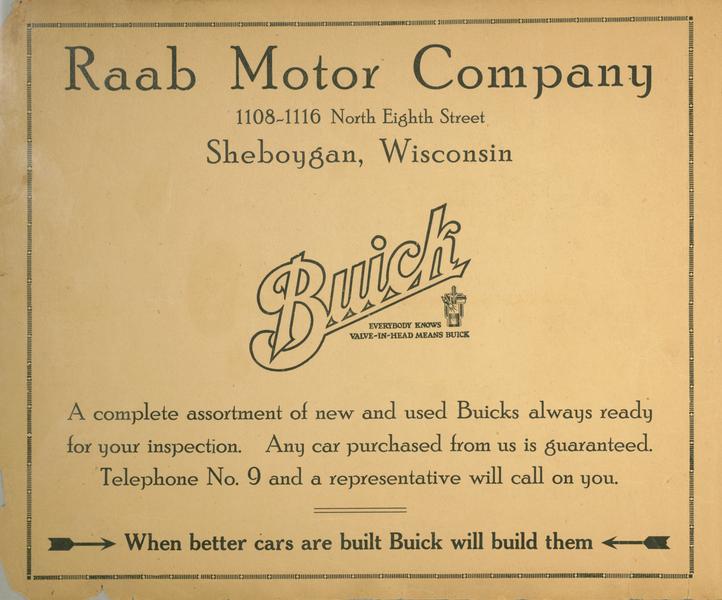 Raab Motor Company
1108-1116 North Eighth Street
Sheboygan, Wisconsin
Buick
EVERYBODY KNOWS
VALVE-IN-HEAD MEANS BUICK
A complete assortment of new and used Buicks always ready
for your inspection. Any car purchased from us is guaranteed.
Telephone No. 9 and a representative will call on you.
When better cars are built Buick will build them